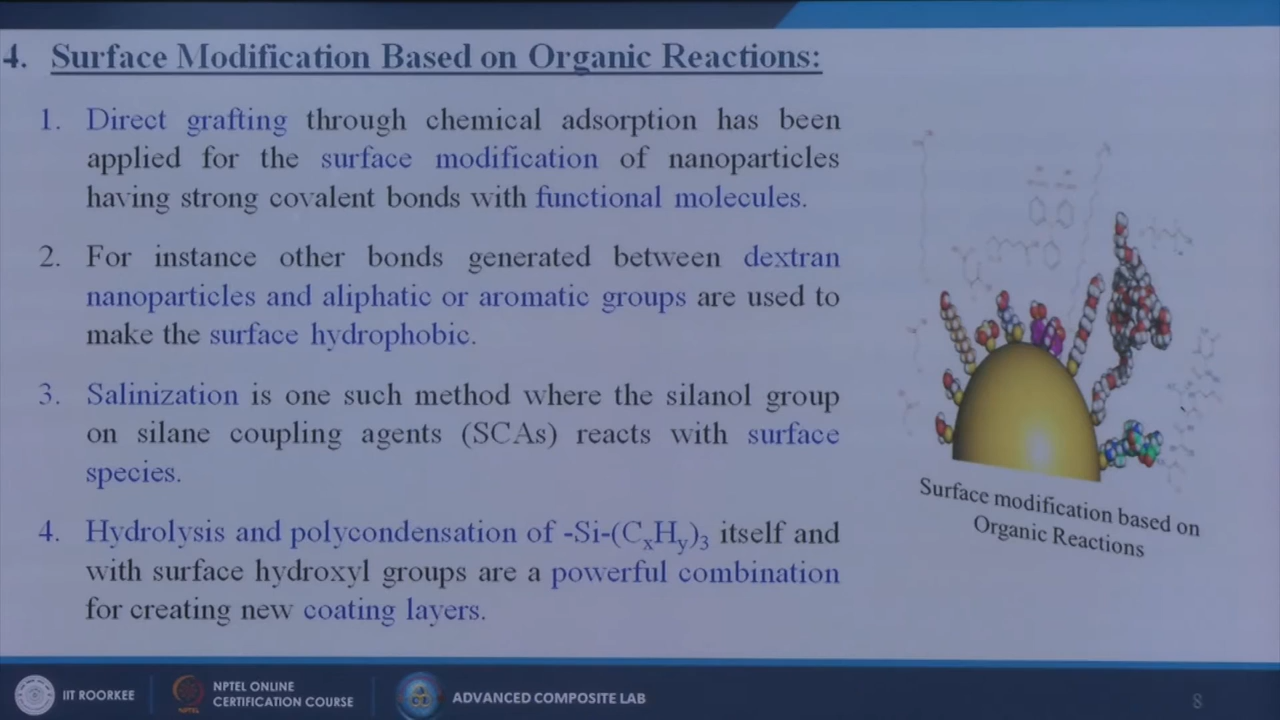 4. Surface Modification Based on Organic Reactions:
1. Direct grafting through chemical adsorption has been
applied for the surface modification of nanoparticles
having strong covalent bonds with functional molecules.
2. For instance other bonds generated between dextran
nanoparticles and aliphatic or aromatic groups are used to
make the surface hydrophobic.
3. Salinization is one such method where the silanol group
on silane coupling agents (SCAs) reacts with surface
species.
4. Hydrolysis and polycondensation of -Si-(CxHy)3 itself and
with surface hydroxyl groups are a powerful combination
for creating new coating layers.
Surface modification based on
Organic Reactions
IIT ROORKEE
NPTEL ONLINE
CERTIFICATION COURSE
ADVANCED COMPOSITE LAB
8